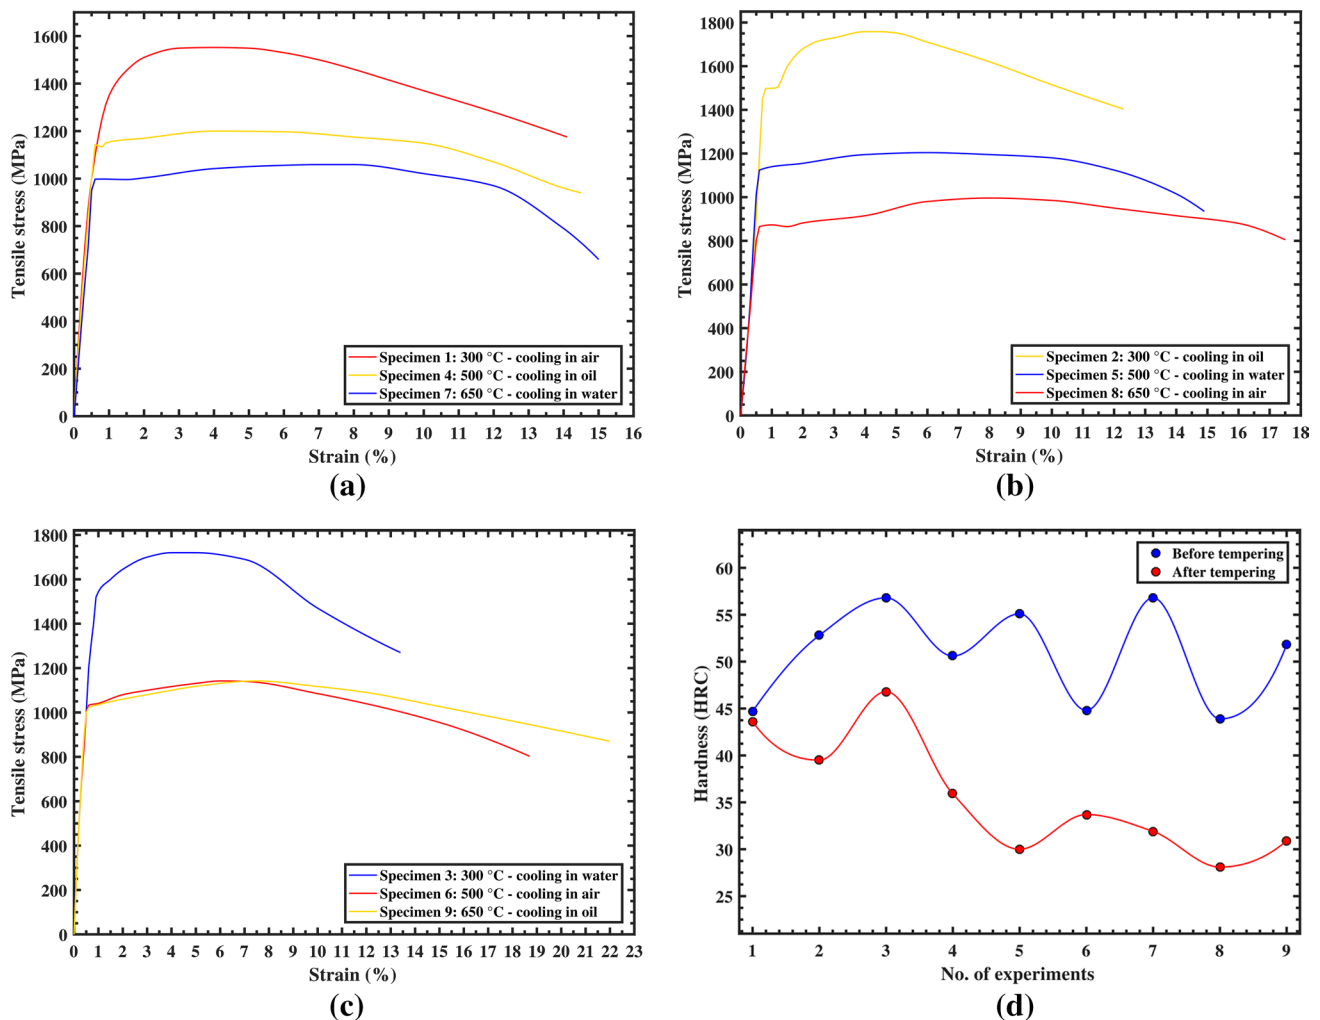 1600
1400
1200
1000
800
600
400
200
0
Tensile stress (MPa)
Specimen 1: 300 °C - cooling in air
Specimen 4: 500 °C - cooling in oil
Specimen 7: 650 °C - cooling in water
0 1 2 3 4 5 6 7 8 9 10 11 12 13 14 15 16
Strain (%)
(a)
1800
1600
1400
1200
1000
800
600
400
200
0
Tensile stress (MPa)
Specimen 2: 300 °C - cooling in oil
Specimen 5: 500 °C - cooling in water
Specimen 8: 650 °C - cooling in air
0 1 2 3 4 5 6 7 8 9 10 11 12 13 14 15 16 17 18
Strain (%)
(b)
1800
1600
1400
1200
1000
800
600
400
200
0
Tensile stress (MPa)
Specimen 3: 300 °C - cooling in water
Specimen 6: 500 °C - cooling in air
Specimen 9: 650 °C - cooling in oil
0 1 2 3 4 5 6 7 8 9 10 11 12 13 14 15 16 17 18 19 20 21 22 23
Strain (%)
(c)
60
55
50
45
40
35
30
25
Hardness (HRC)
Before tempering
After tempering
1 2 3 4 5 6 7 8 9
No. of experiments
(d)